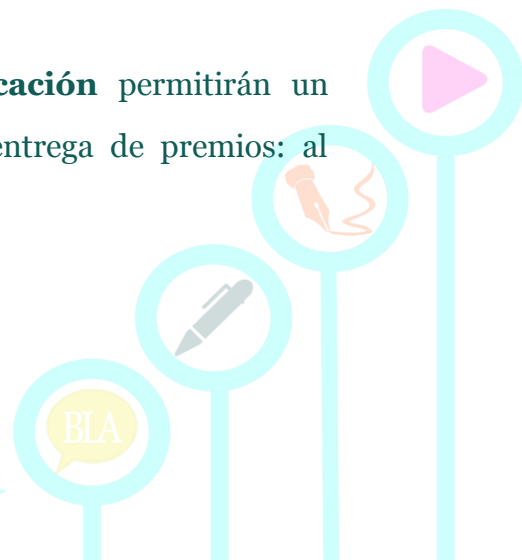 cación permitirán un
entrega de premios: al
BLA